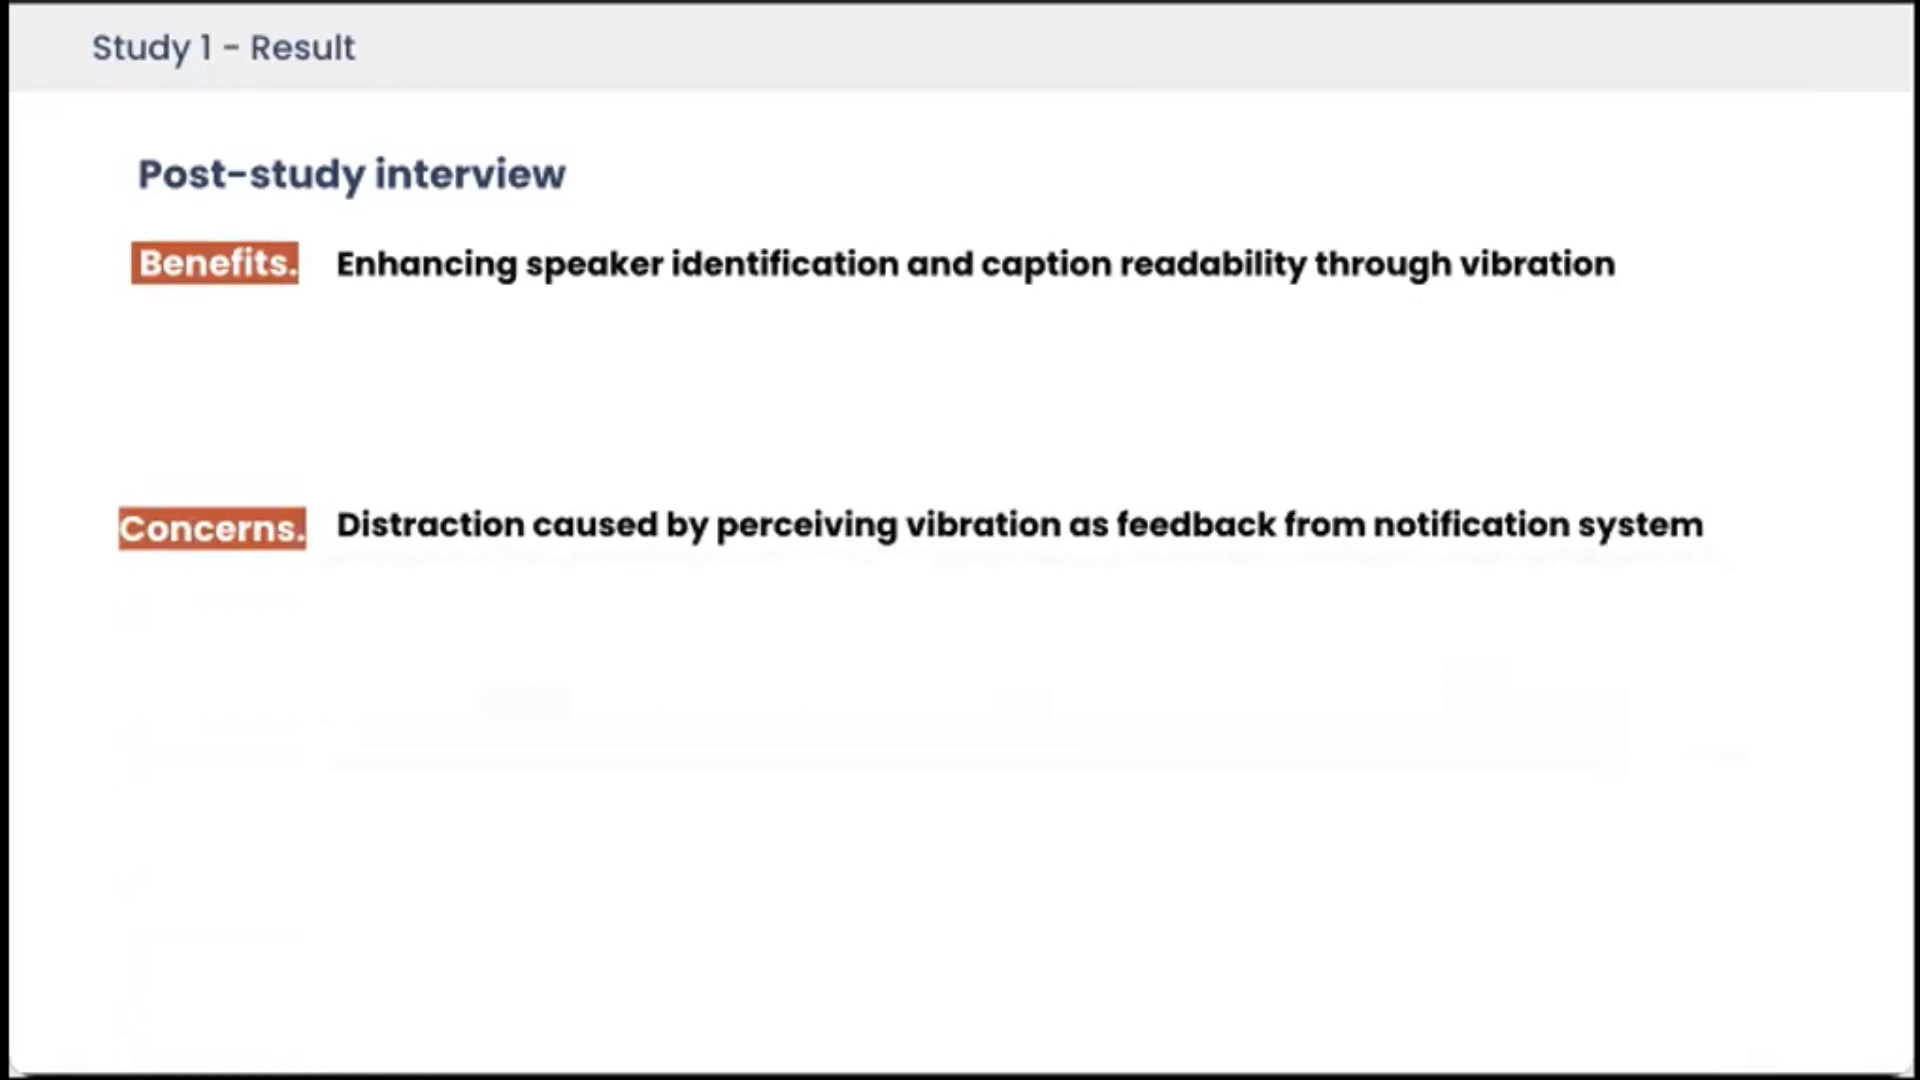 Study 1 - Result
Post-study interview
Benefits. Enhancing speaker identification and caption readability through vibration
Concerns. Distraction caused by perceiving vibration as feedback from notification system